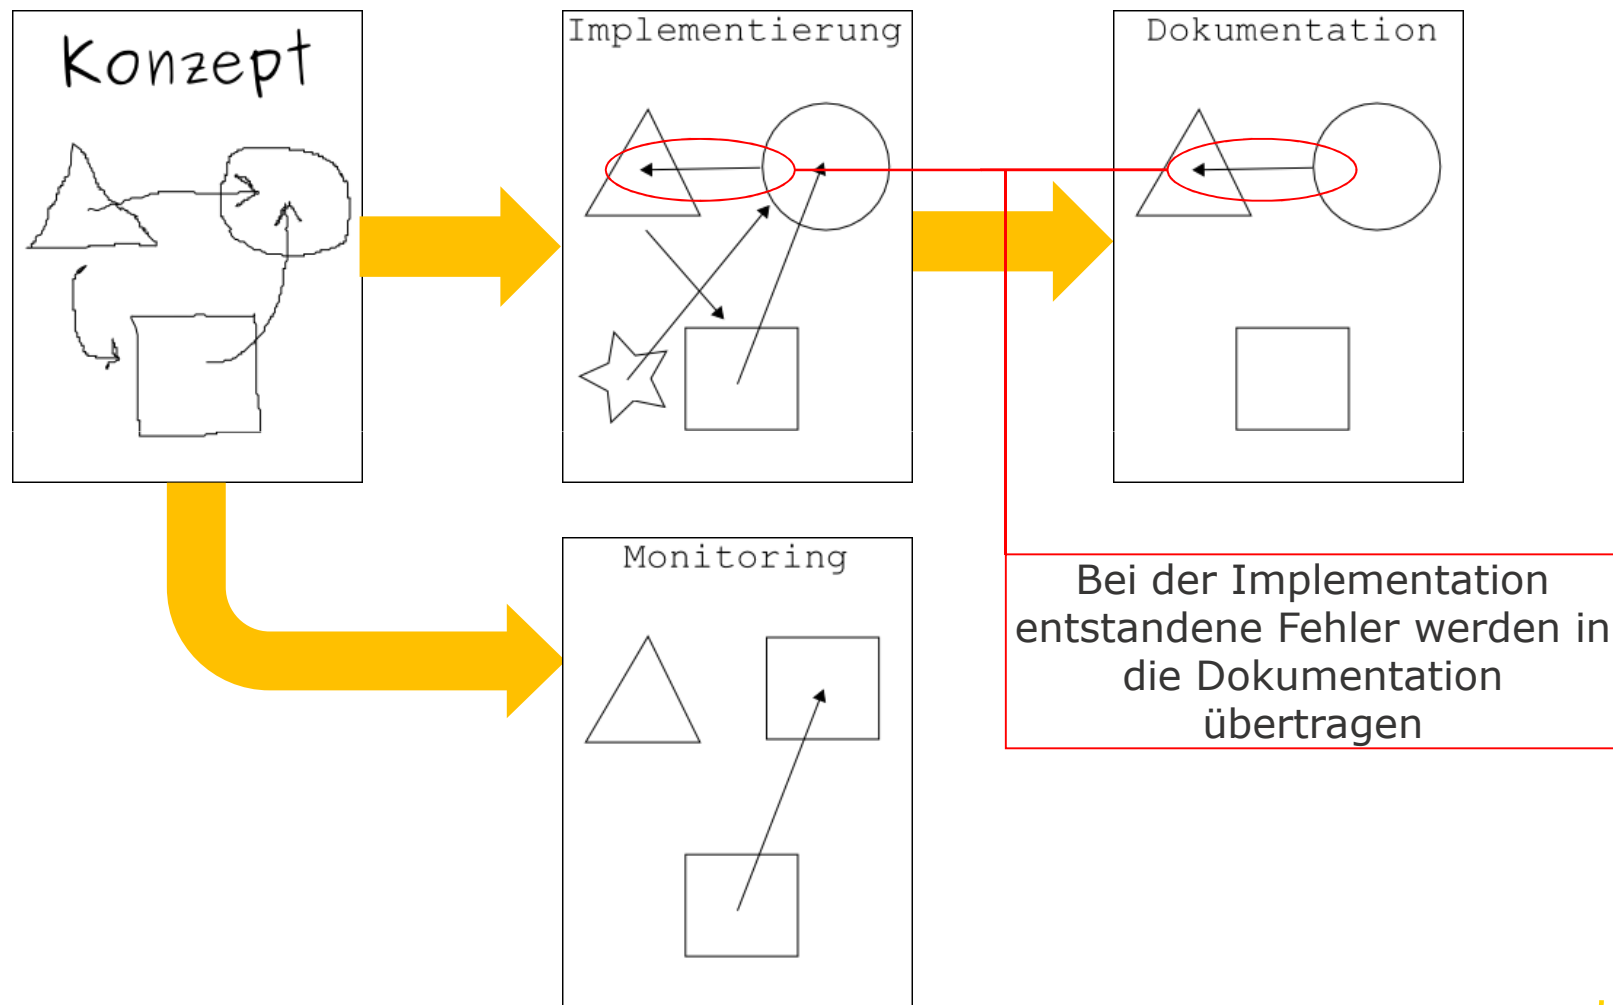 Konzept
Implementierung
Dokumentation
Monitoring
Bei der Implementation
entstandene Fehler werden in
die Dokumentation
übertragen